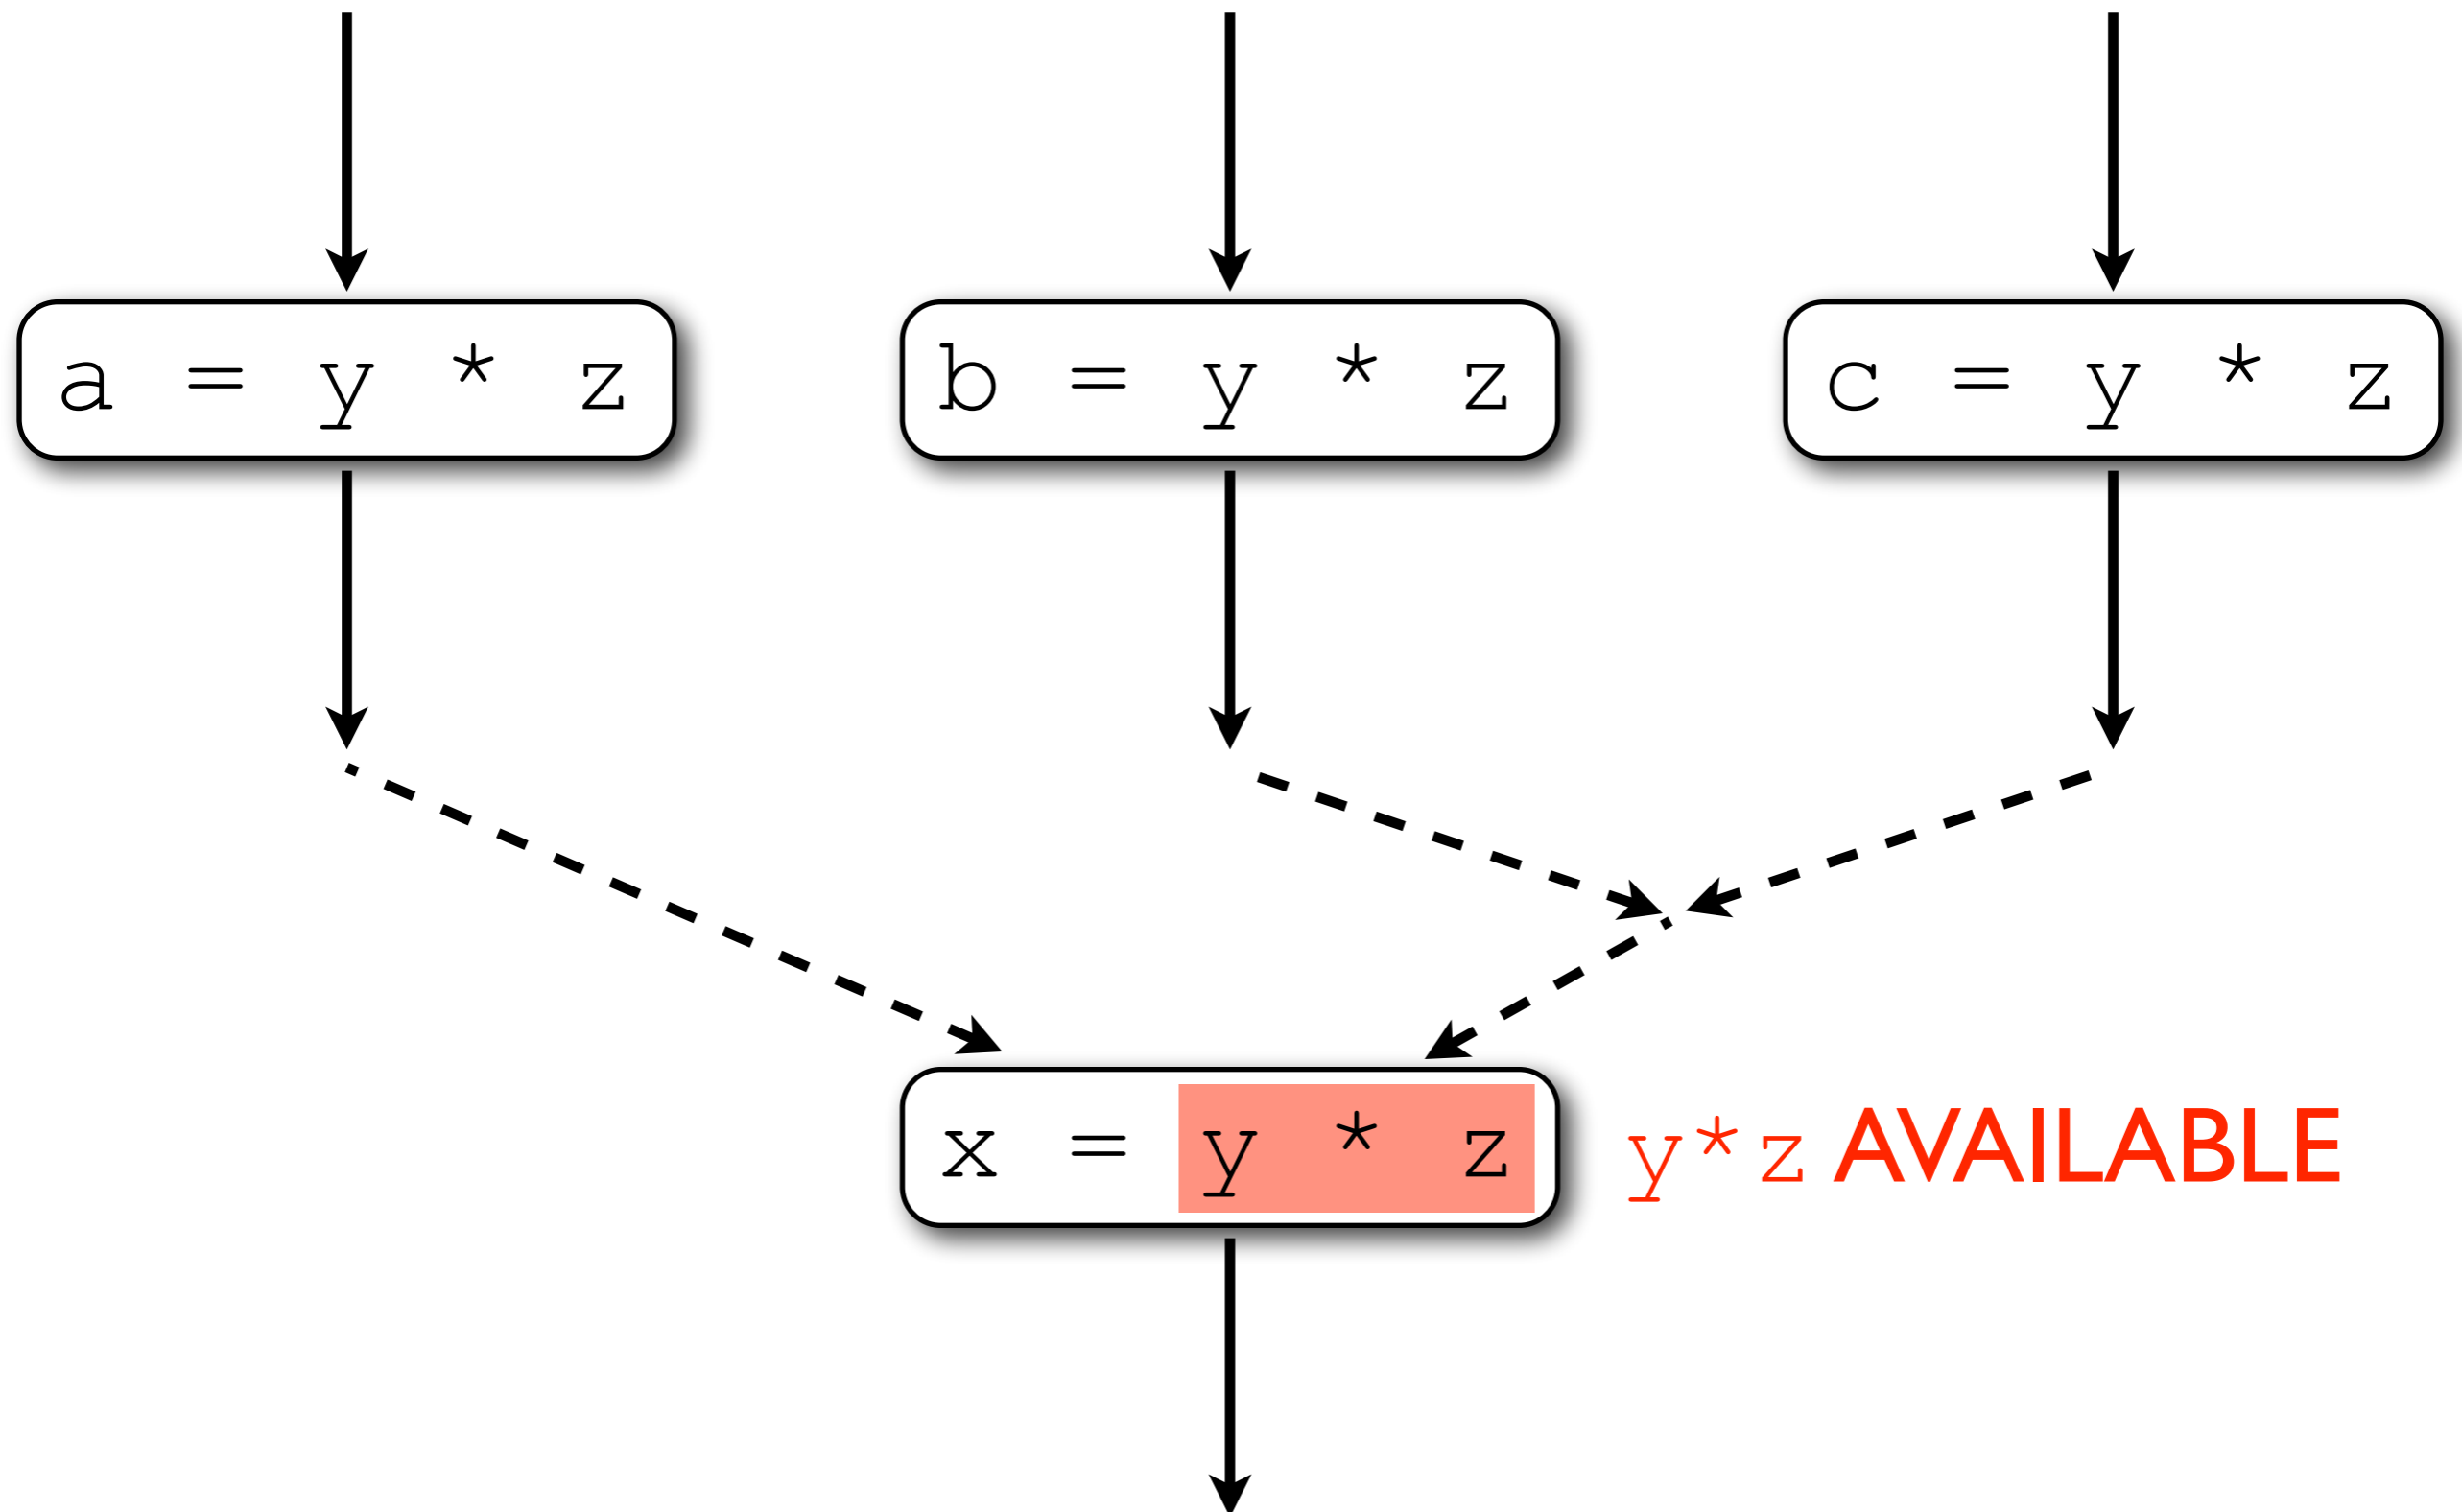 a = y * z
b = y * z
c = y * z
x = y * z
y*z AVAILABLE